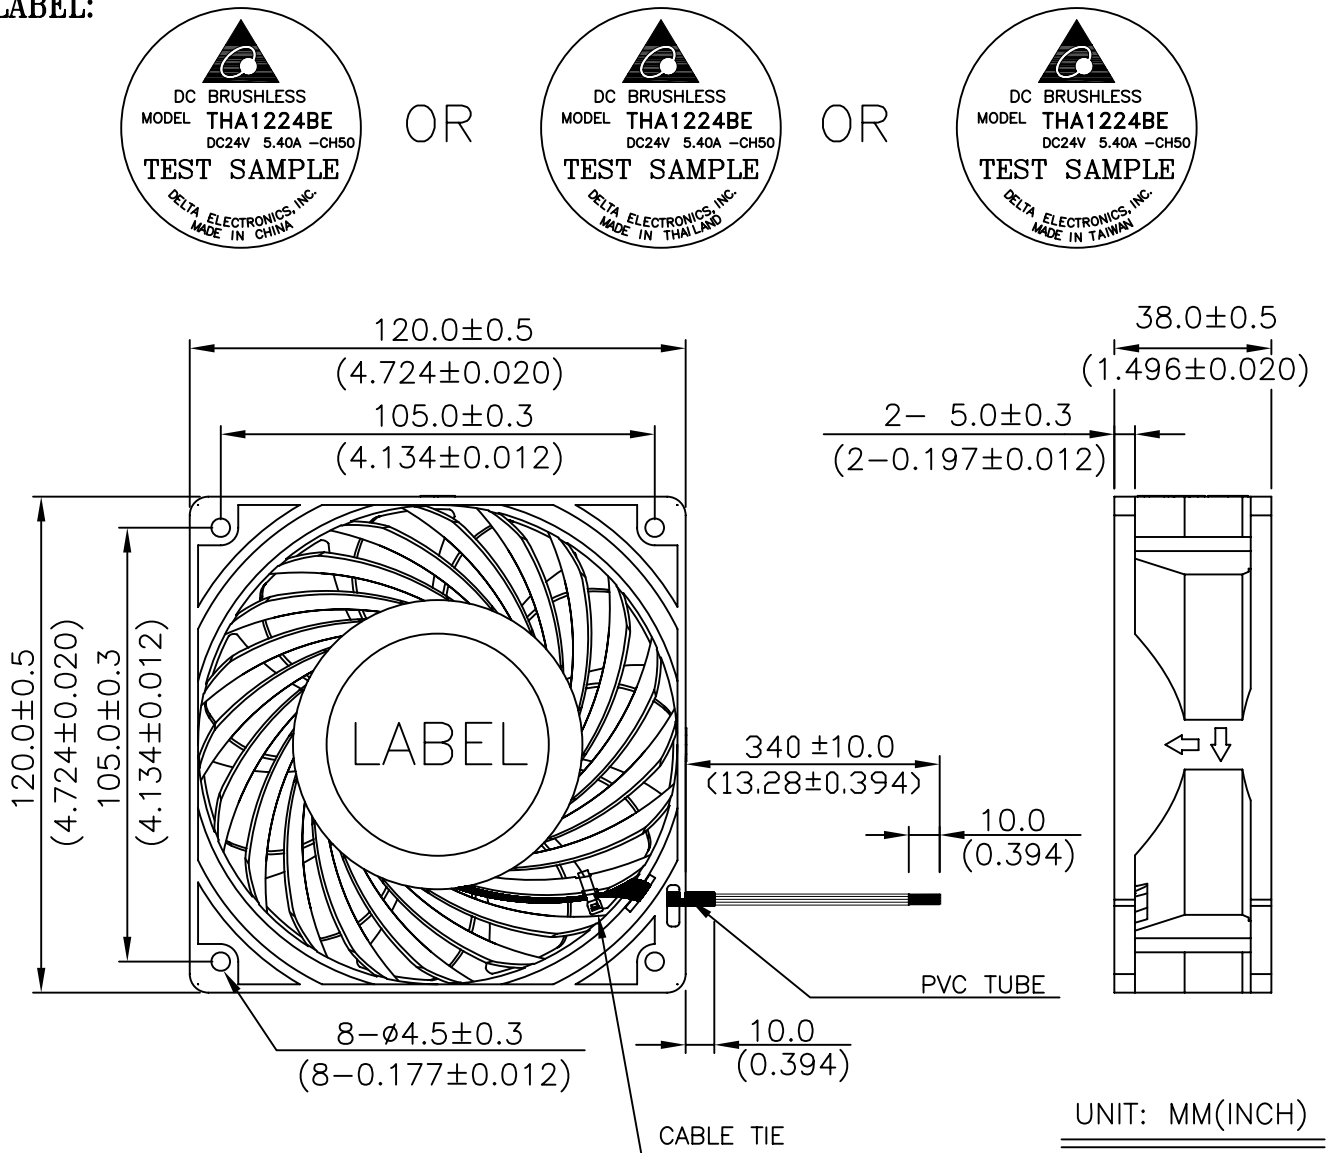 LABEL:
DC BRUSHLESS
MODEL THA1224BE
DC24V 5.40A -CH50
TEST SAMPLE
DELTA ELECTRONICS, INC.
MADE IN CHINA
OR
DC BRUSHLESS
MODEL THA1224BE
DC24V 5.40A -CH50
TEST SAMPLE
DELTA ELECTRONICS, INC.
MADE IN THAILAND
OR
DC BRUSHLESS
MODEL THA1224BE
DC24V 5.40A -CH50
TEST SAMPLE
DELTA ELECTRONICS, INC.
MADE IN TAIWAN
120.0±0.5
(4.724±0.020)
105.0±0.3
(4.134±0.012)
38.0±0.5
(1.496±0.020)
2- 5.0±0.3
(2-0.197±0.012)
120.0±0.5
(4.724±0.020)
105.0±0.3
(4.134±0.012)
LABEL
340 ±10.0
(13.28±0.394)
10.0
(0.394)
PVC TUBE
8-ø4.5±0.3
(8-0.177±0.012)
10.0
(0.394)
CABLE TIE
UNIT: MM(INCH)